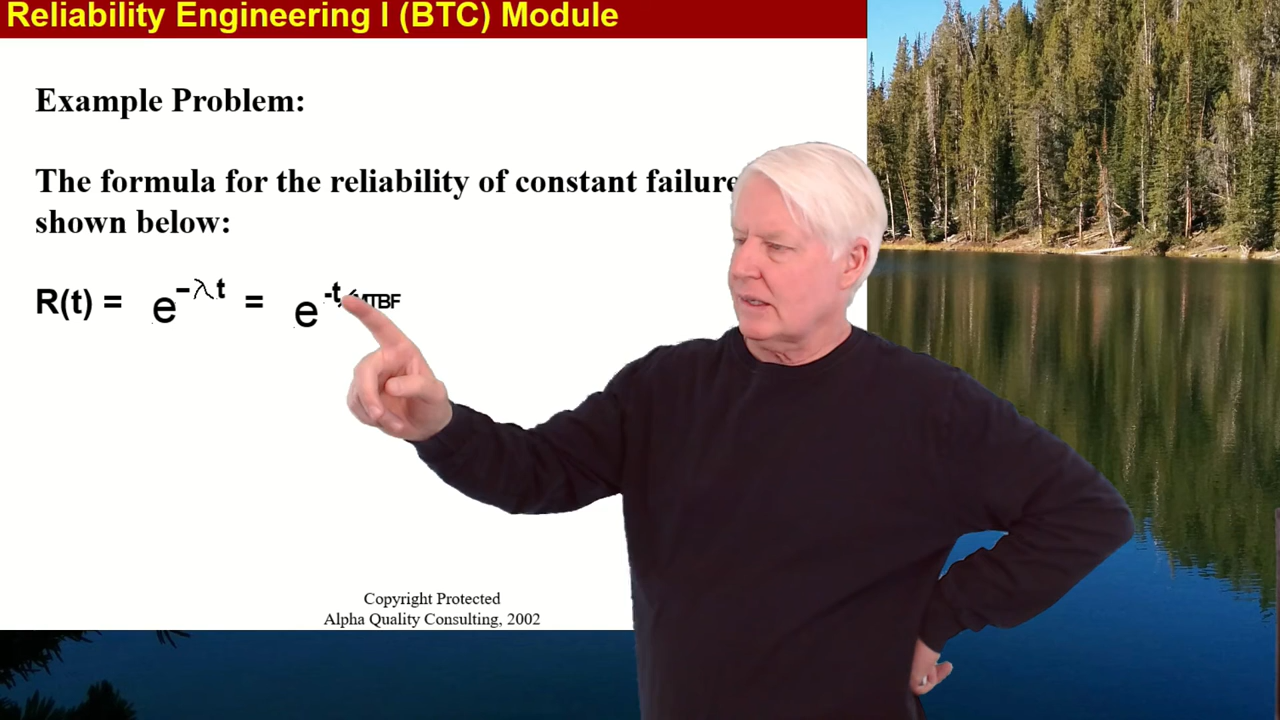 Reliability Engineering I (BTC) Module
Example Problem:
The formula for the reliability of constant failure
shown below:
R(t) = e^-λt = e^-t/MTBF
Copyright Protected
Alpha Quality Consulting, 2002